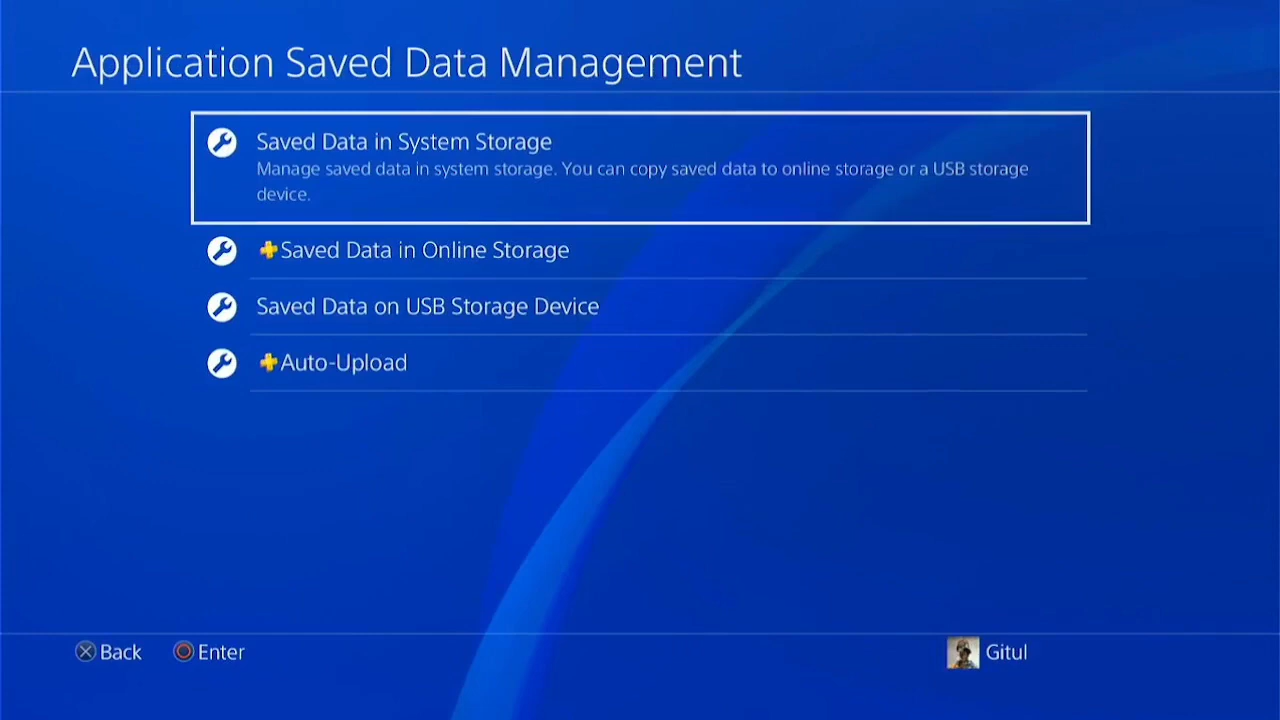 Application Saved Data Management
Saved Data in System Storage
Manage saved data in system storage. You can copy saved data to online storage or a USB storage
device.
Saved Data in Online Storage
Saved Data on USB Storage Device
Auto-Upload
Back Enter Gitul